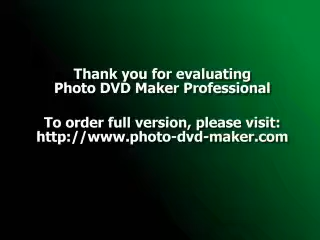 Thank you for evaluating
Photo DVD Maker Professional
To order full version, please visit:
http://www.photo-dvd-maker.com